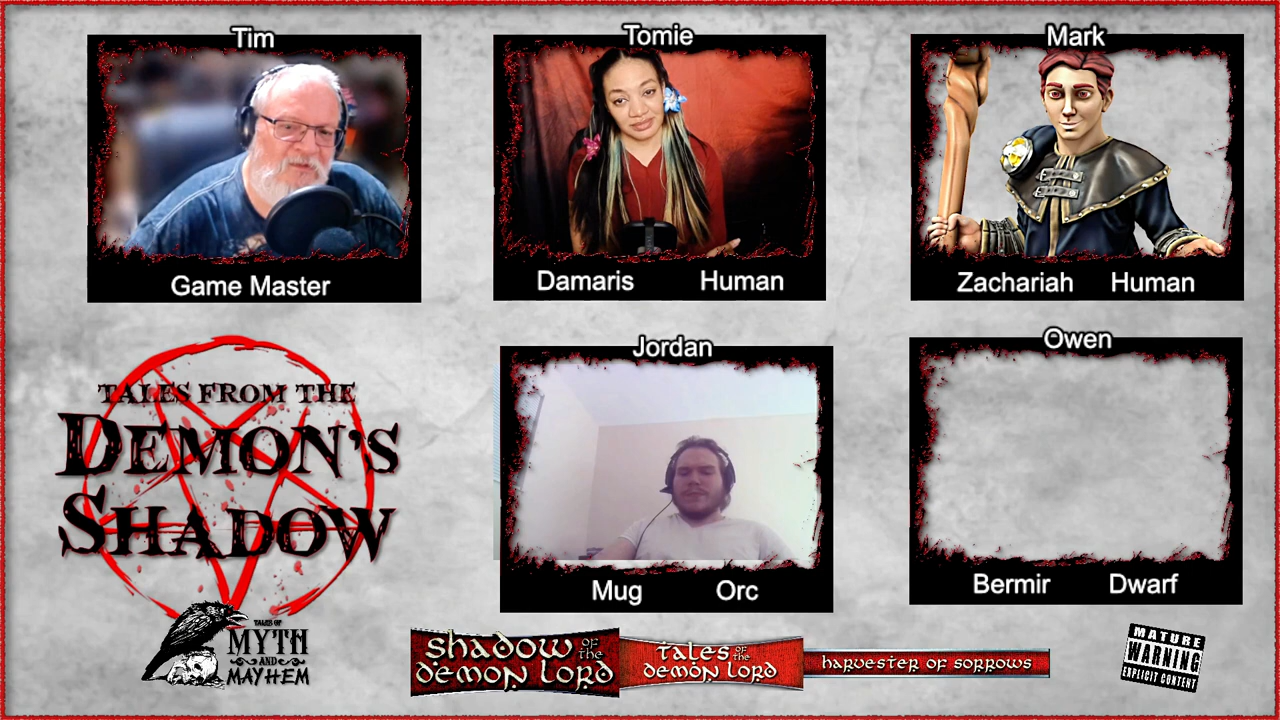 Tim
Tomie
Mark
Game Master
Damaris Human
Zachariah Human
Jordan
Owen
TALES FROM THE
DEMON'S
SHADOW
Mug Orc
Bermir Dwarf
TALES OF
MYTH
AND
MAYHEM
shadow of the
demon lord
tales of the
demon lord
harvester of sorrows
MATURE
WARNING
EXPLICIT CONTENT